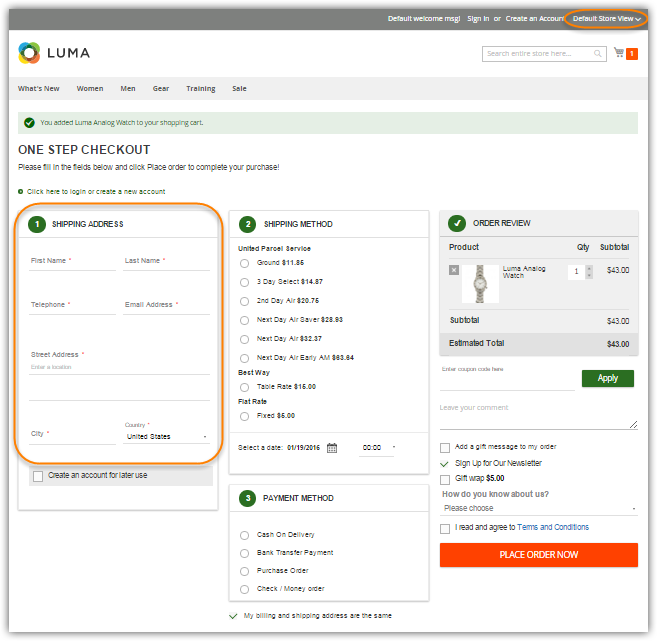 Default welcome msg! Sign In or Create an Account Default Store View
LUMA
Search entire store here...
1
What's New Women Men Gear Training Sale
You added Luma Analog Watch to your shopping cart.
ONE STEP CHECKOUT
Please fill in the fields below and click Place order to complete your purchase!
Click here to login or create a new account
1 SHIPPING ADDRESS
First Name * Last Name *
Telephone * Email Address *
Street Address *
Enter a location
City *
Country *
United States
Create an account for later use
2 SHIPPING METHOD
United Parcel Service
Ground $11.85
3 Day Select $14.87
2nd Day Air $20.75
Next Day Air Saver $28.93
Next Day Air $32.37
Next Day Air Early AM $63.64
Best Way
Table Rate $15.00
Flat Rate
Fixed $5.00
Select a date: 01/19/2016 00:00
3 PAYMENT METHOD
Cash On Delivery
Bank Transfer Payment
Purchase Order
Check / Money order
My billing and shipping address are the same
ORDER REVIEW
Product Qty Subtotal
Luma Analog Watch 1 $43.00
Subtotal $43.00
Estimated Total $43.00
Enter coupon code here
Apply
Leave your comment
Add a gift message to my order
Sign Up for Our Newsletter
Gift wrap $5.00
How do you know about us?
Please choose
I read and agree to Terms and Conditions
PLACE ORDER NOW